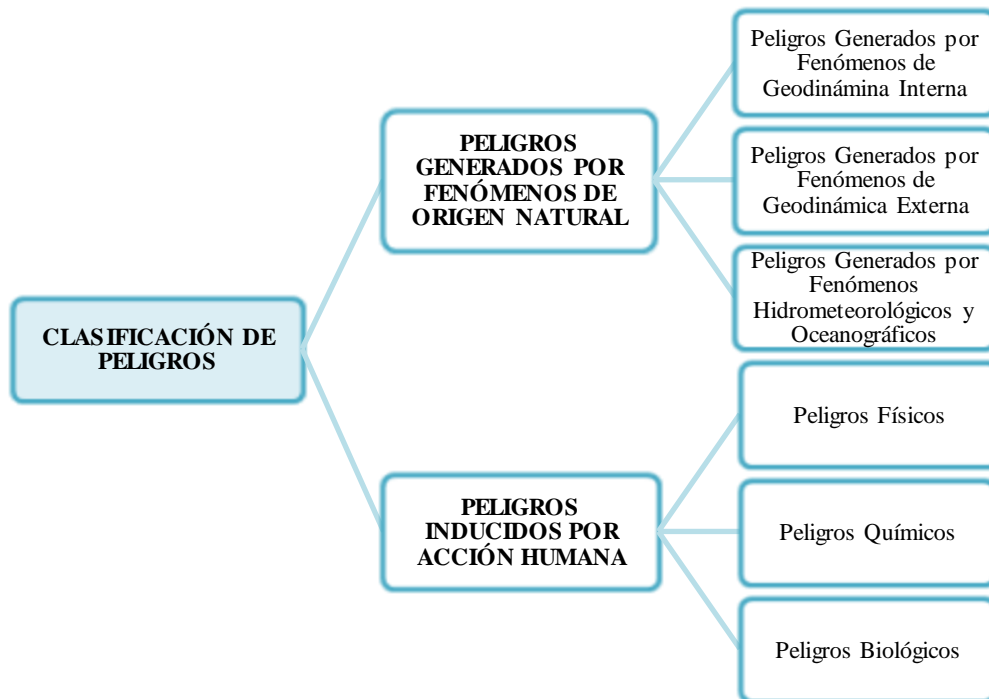 CLASIFICACIÓN DE
PELIGROS
PELIGROS
GENERADOS POR
FENÓMENOS DE
ORIGEN NATURAL
Peligros Generados por
Fenómenos de
Geodinámina Interna
Peligros Generados por
Fenómenos de
Geodinámica Externa
Peligros Generados por
Fenómenos
Hidrometeorológicos y
Oceanográficos
PELIGROS
INDUCIDOS POR
ACCIÓN HUMANA
Peligros Físicos
Peligros Químicos
Peligros Biológicos